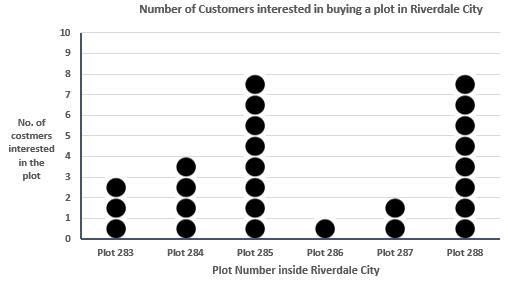 Number of Customers interested in buying a plot in Riverdale City
10
9
8
7
6
5
4
3
2
1
0
No. of
costmers
interested
in the
plot
Plot 283 Plot 284 Plot 285 Plot 286 Plot 287 Plot 288
Plot Number inside Riverdale City